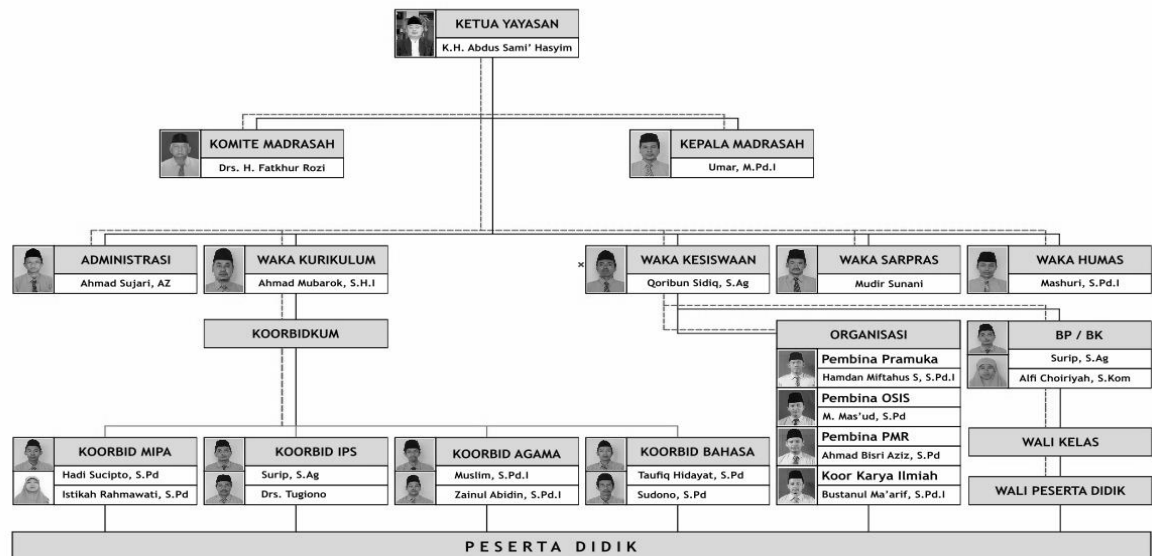 KETUA YAYASAN
K.H. Abdus Sami' Hasyim
KOMITE MADRASAH
Drs. H. Fatkhur Rozi
KEPALA MADRASAH
Umar, M.Pd.I
ADMINISTRASI
Ahmad Sujari, AZ
WAKA KURIKULUM
Ahmad Mubarok, S.H.I
×
WAKA KESISWAAN
Qoribun Sidiq, S.Ag
WAKA SARPRAS
Mudir Sunani
WAKA HUMAS
Mashuri, S.Pd.I
KOORBIDKUM
ORGANISASI
Pembina Pramuka
Hamdan Miftahus S, S.Pd.I
Pembina OSIS
M. Mas'ud, S.Pd
Pembina PMR
Ahmad Bisri Aziz, S.Pd
Koor Karya Ilmiah
Bustanul Ma'arif, S.Pd.I
BP / BK
Surip, S.Ag
Alfi Choiriyah, S.Kom
WALI KELAS
WALI PESERTA DIDIK
KOORBID MIPA
Hadi Sucipto, S.Pd
Istikah Rahmawati, S.Pd
KOORBID IPS
Surip, S.Ag
Drs. Tugiono
KOORBID AGAMA
Muslim, S.Pd.I
Zainul Abidin, S.Pd.I
KOORBID BAHASA
Taufiq Hidayat, S.Pd
Sudono, S.Pd
PESERTA DIDIK